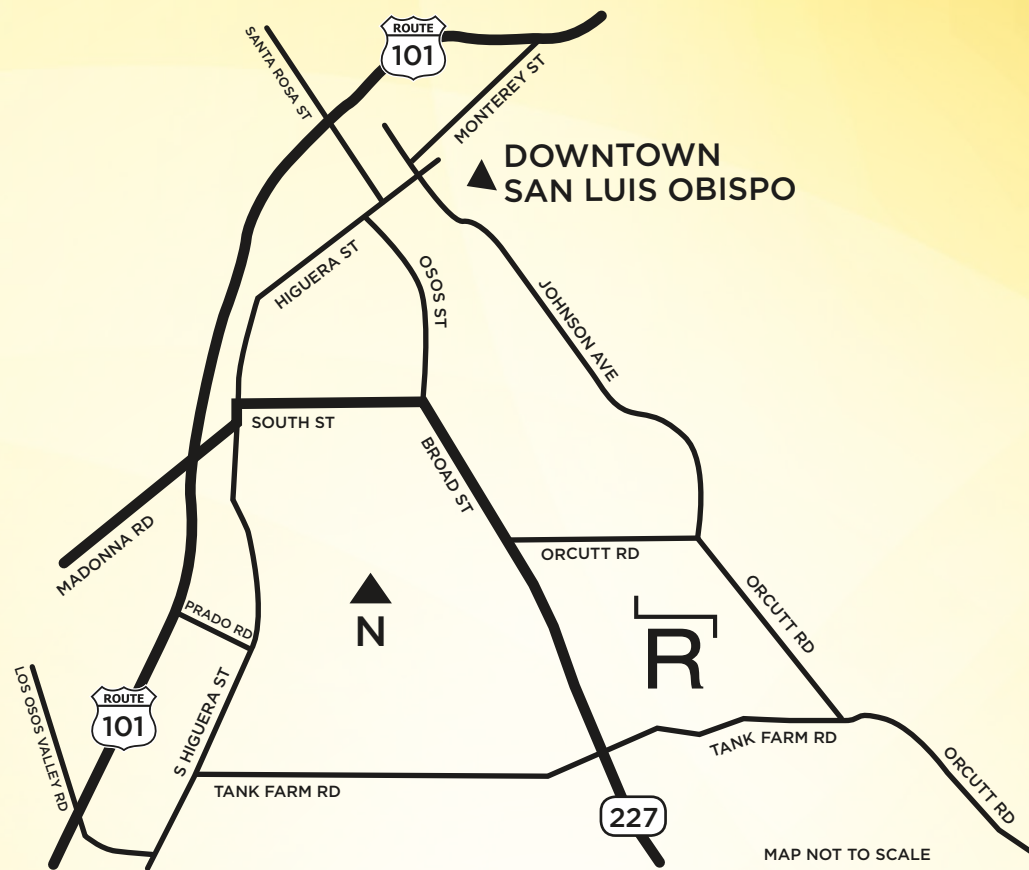 ROUTE
101
SANTA ROSA ST
MONTEREY ST
DOWNTOWN
SAN LUIS OBISPO
HIGUERA ST
OSOS ST
JOHNSON AVE
SOUTH ST
BROAD ST
MADONNA RD
ORCUTT RD
ORCUTT RD
N
PRADO RD
R
LOS OSOS VALLEY RD
ROUTE
101
S HIGUERA ST
TANK FARM RD
TANK FARM RD
ORCUTT RD
227
MAP NOT TO SCALE